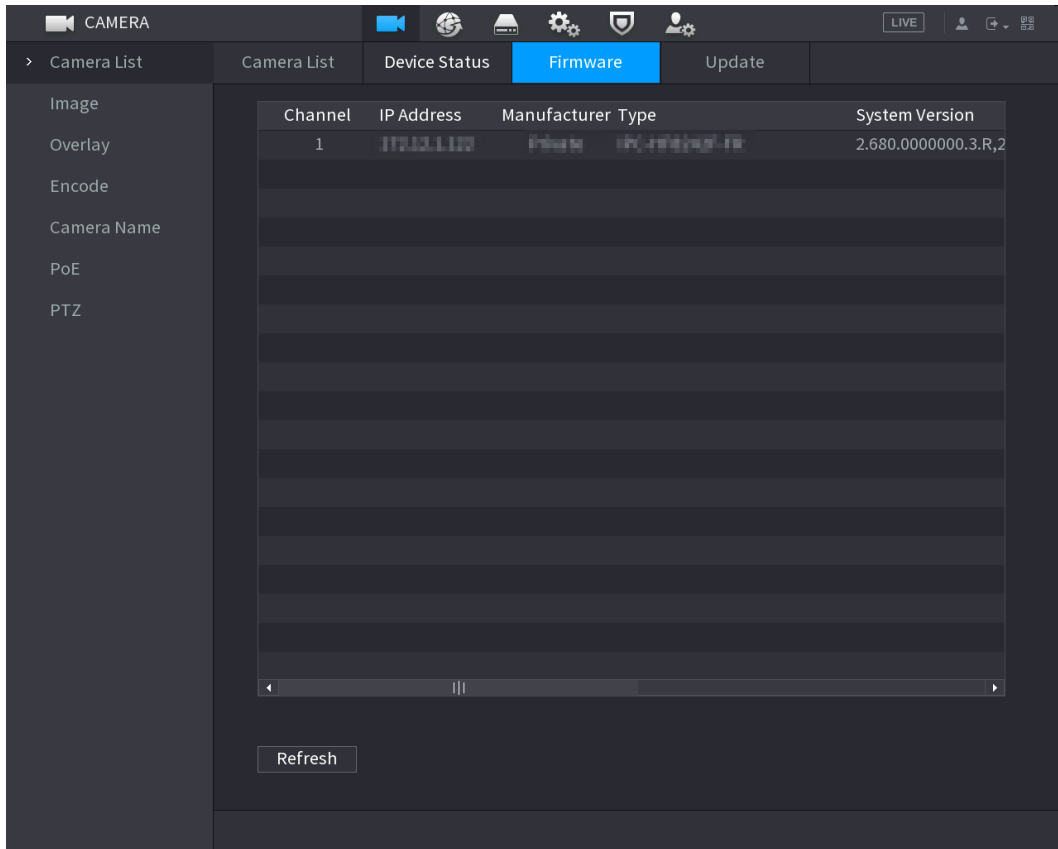 CAMERA
LIVE
Camera List
Image
Overlay
Encode
Camera Name
PoE
PTZ
Camera List Device Status Firmware Update
Channel IP Address Manufacturer Type System Version
1 2.680.0000000.3.R,2
Refresh